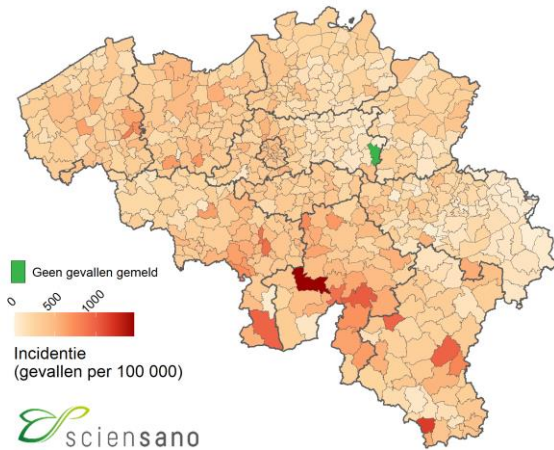 Geen gevallen gemeld
0 500 1000
Incidentie
(gevallen per 100 000)
sciensano